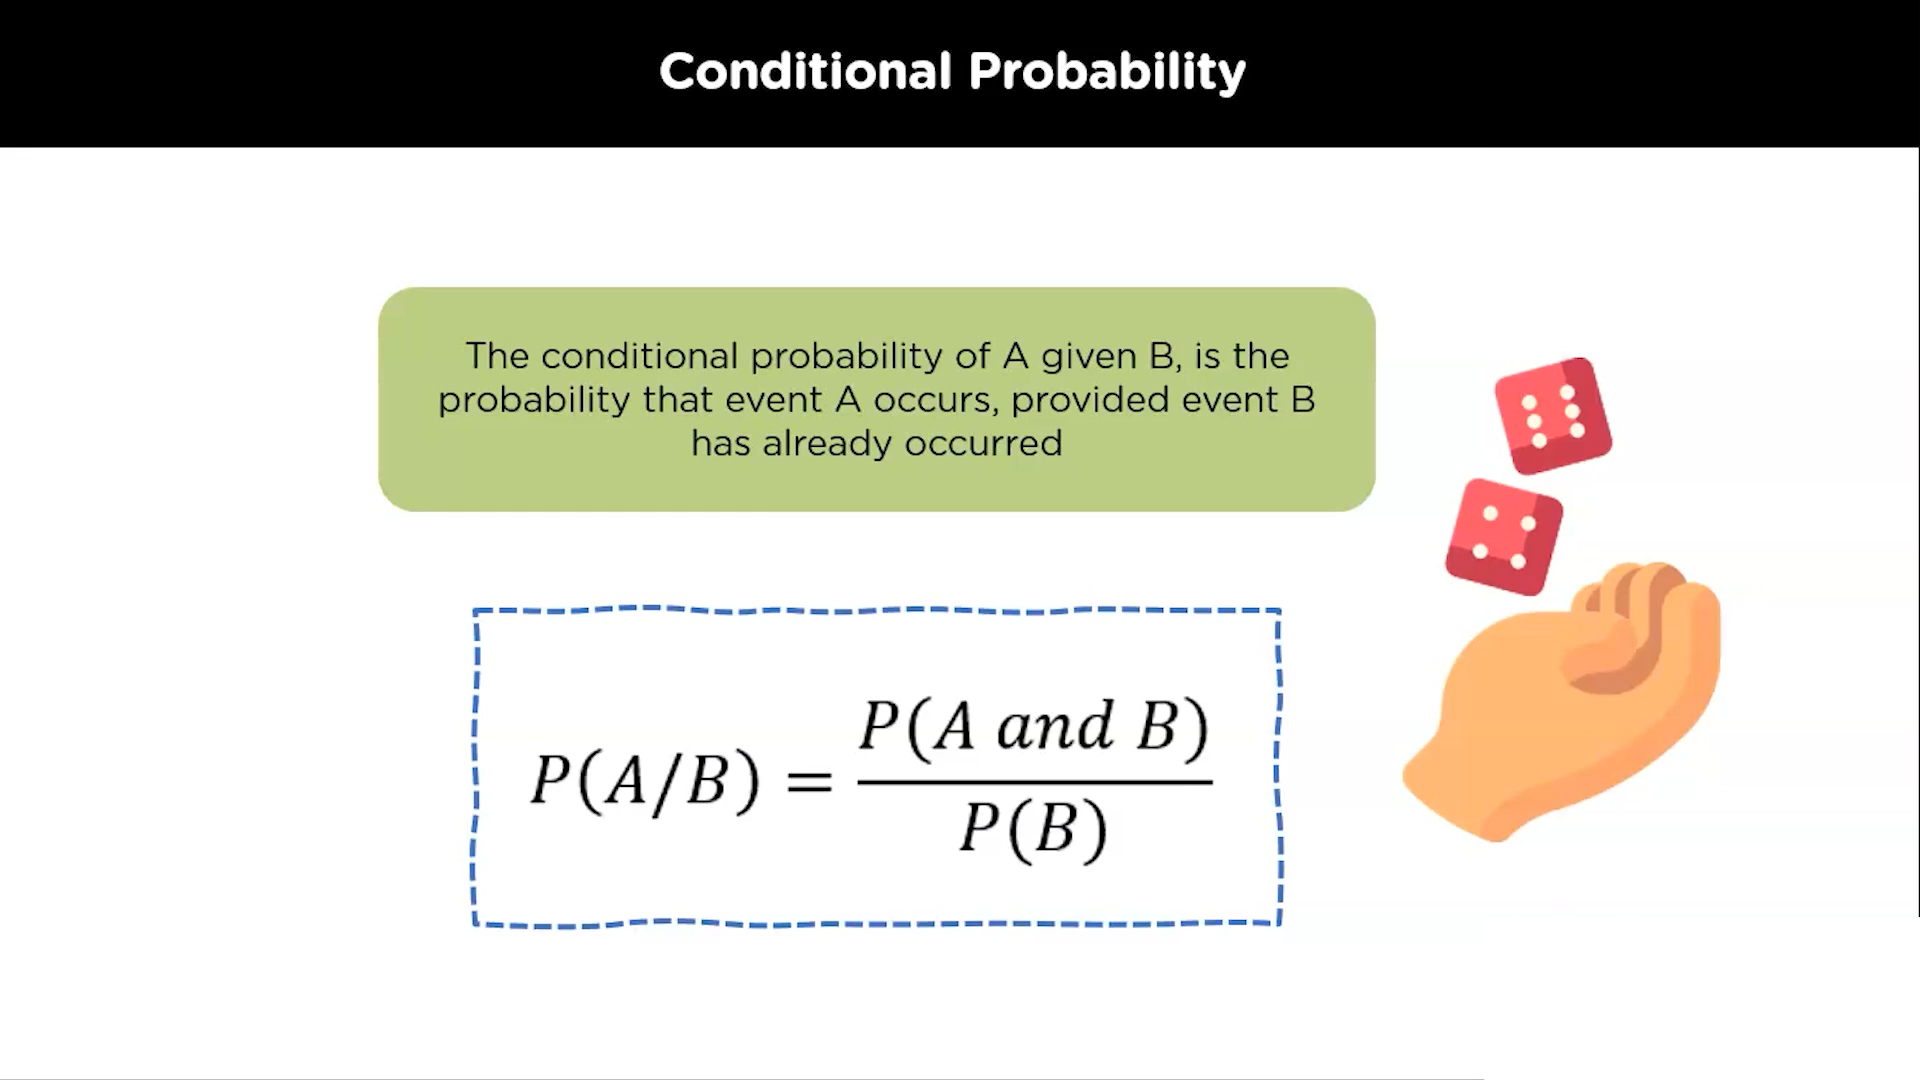 Conditional Probability
The conditional probability of A given B, is the
probability that event A occurs, provided event B
has already occurred
P(A/B) = P(A and B)
P(B)